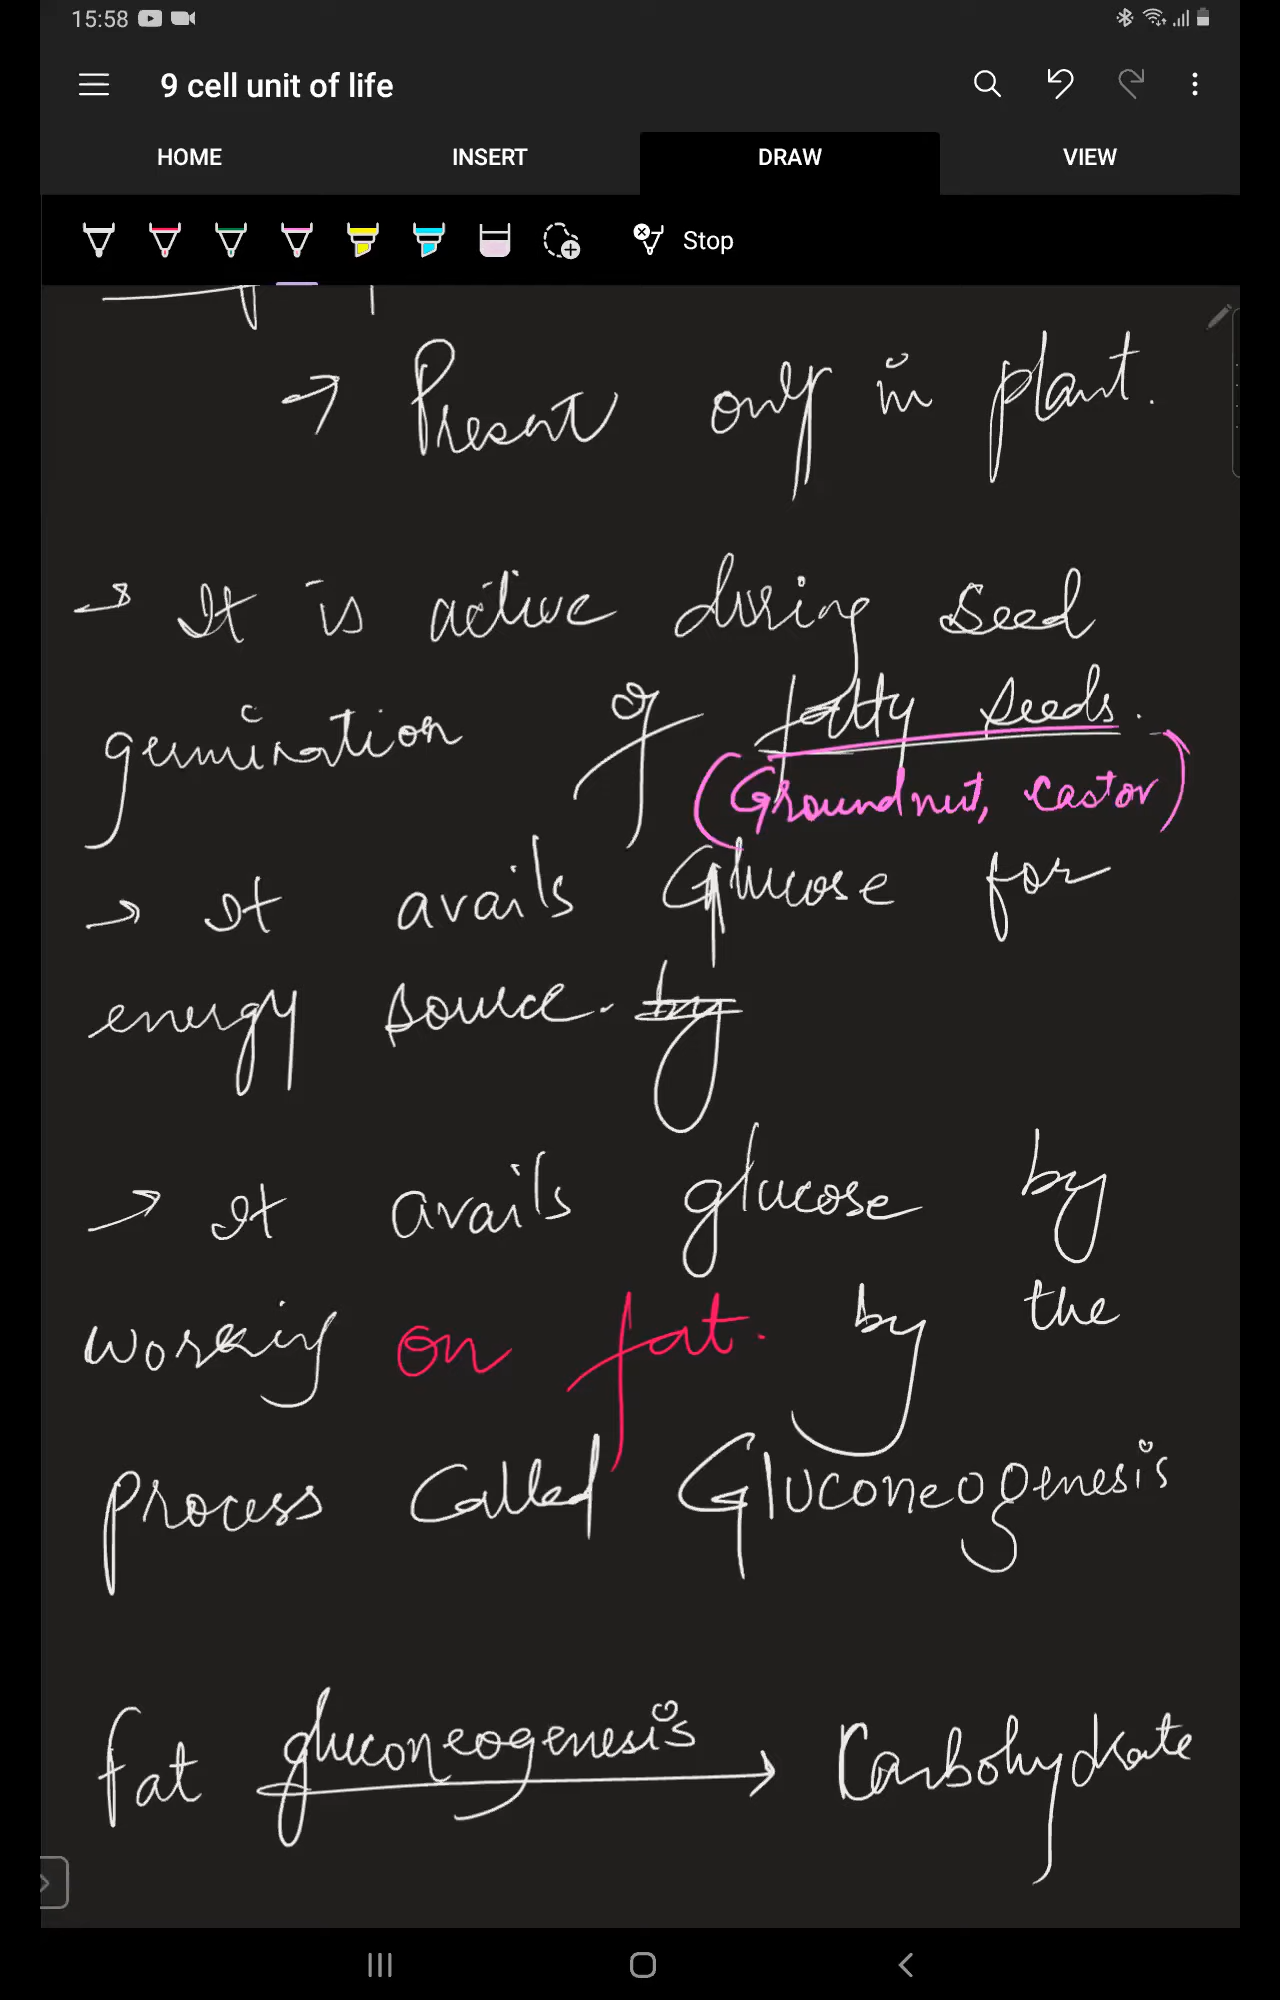 15:58
9 cell unit of life
HOME INSERT DRAW VIEW
Stop
→ Present only in plant.
→ It is active during seed
germination of fatty seeds.
(Groundnut, castor)
→ It avails Glucose for
energy source. by
→ It avails glucose by
working on fat. by the
process called Gluconeogenesis
fat gluconeogenesis → Carbohydrate